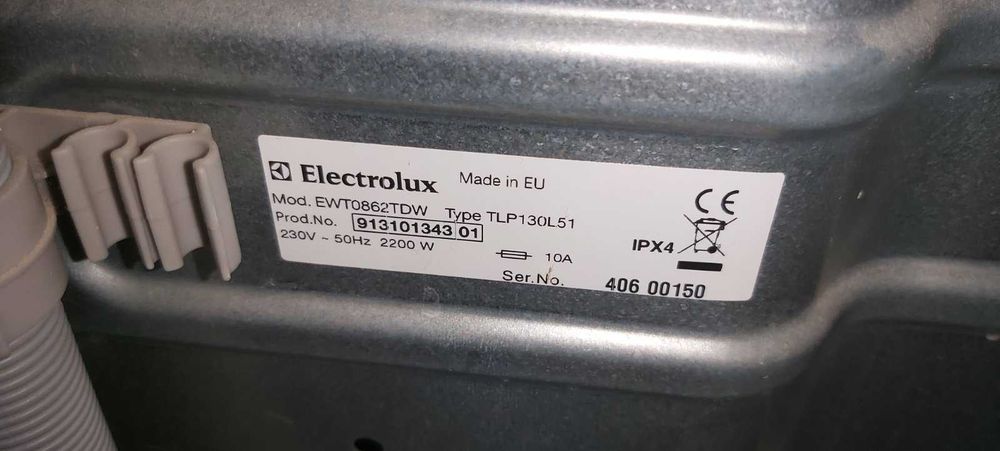 Electrolux Made in EU
Mod. EWT0862TDW Type TLP130L51
Prod.No. 913101343 01
230V ~ 50Hz 2200 W
10A
IPX4
Ser.No. 406 00150
CE